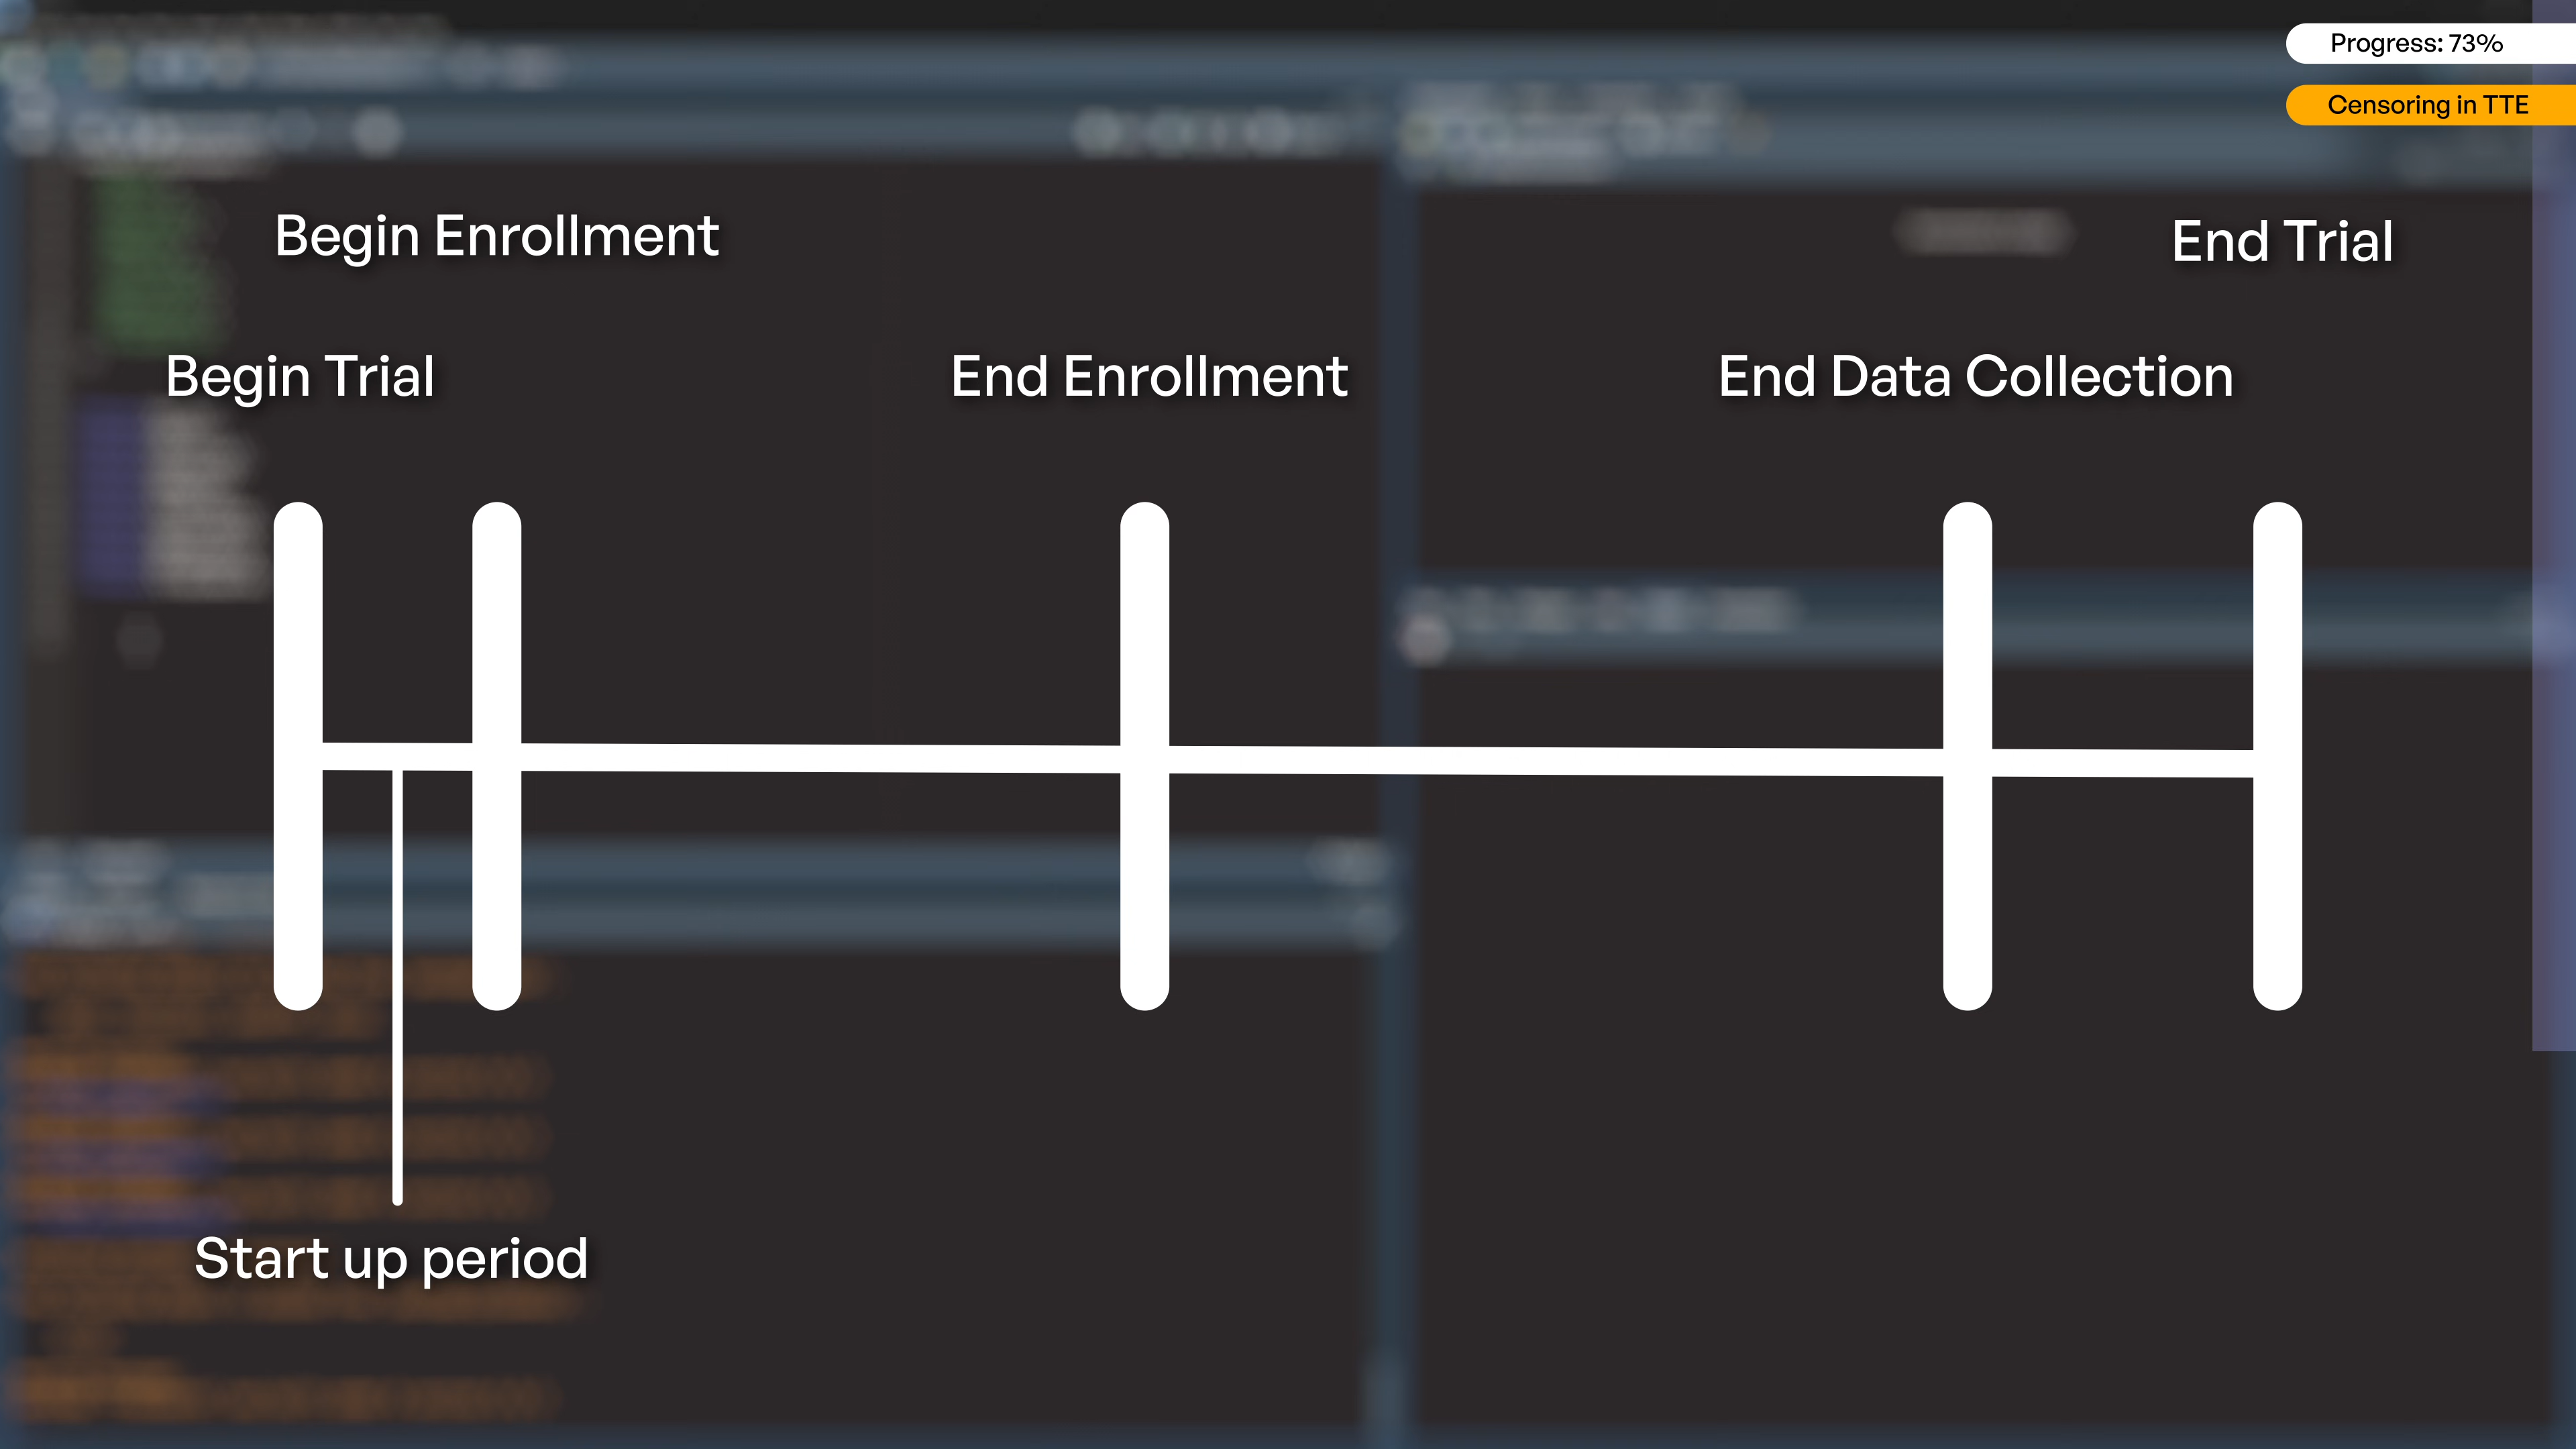 Progress: 73%
Censoring in TTE
Begin Enrollment
End Trial
Begin Trial
End Enrollment
End Data Collection
Start up period